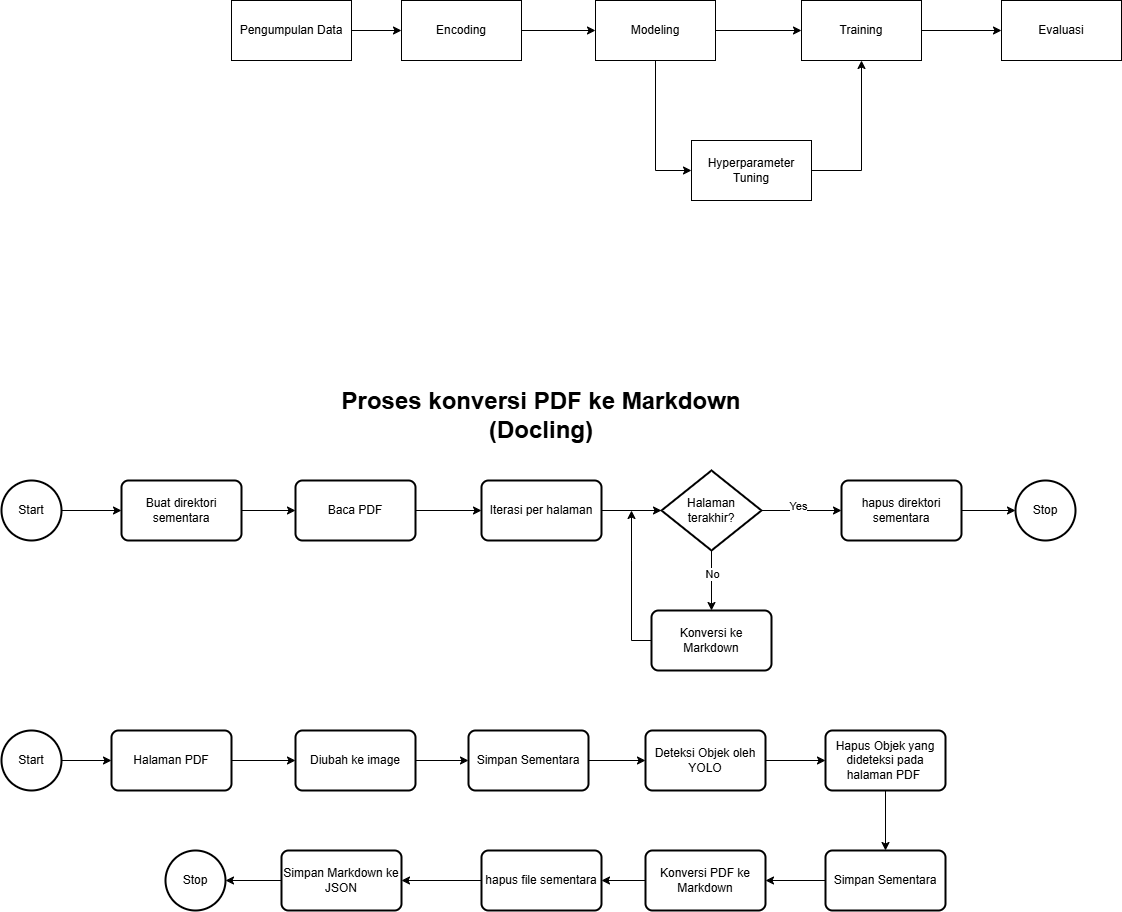 Pengumpulan Data
Encoding
Modeling
Training
Evaluasi
Hyperparameter
Tuning
Proses konversi PDF ke Markdown
(Docling)
Start
Buat direktori
sementara
Baca PDF
Iterasi per halaman
Halaman
terakhir?
Yes
hapus direktori
sementara
Stop
No
Konversi ke
Markdown
Start
Halaman PDF
Diubah ke image
Simpan Sementara
Deteksi Objek oleh
YOLO
Hapus Objek yang
dideteksi pada
halaman PDF
Simpan Sementara
Konversi PDF ke
Markdown
hapus file sementara
Simpan Markdown ke
JSON
Stop